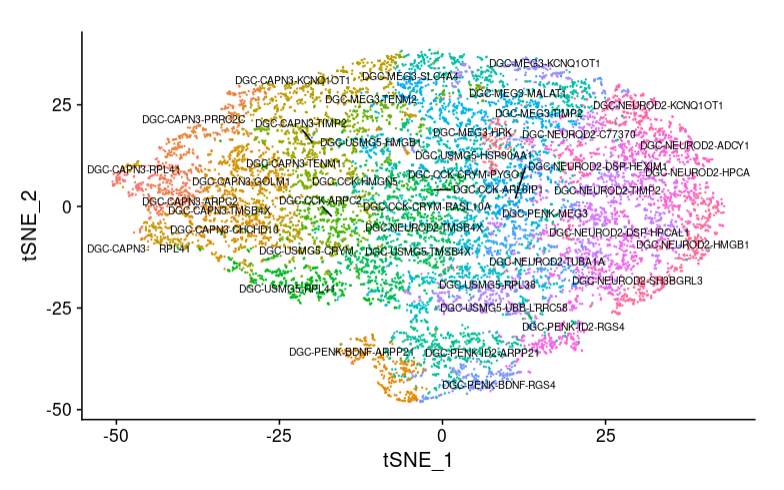 DGC-MEG3-KCNQ1OT1
DGC-CAPN3-KCNQ1OT1
DGC-MEG3-SLC4A4
DGC-MEG3-MALAT1
DGC-MEG3-TENM2
DGC-NEUROD2-KCNQ1OT1
25
DGC-MEG3-TIMP2
DGC-CAPN3-PRRC2C
DGC-CAPN3-TIMP2
DGC-MEG3-HRK
DGC-NEUROD2-C77370
DGC-USMG5-HMGB1
DGC-NEUROD2-ADCY1
DGC-USMG5-HSP90AA1
DGC-CAPN3-TENM1
DGC-NEUROD2-DSP-HEXIM1
DGC-CAPN3-RPL41
DGC-CCK-CRYM-PYGO1
DGC-NEUROD2-HPCA
DGC-CAPN3-GOLM1
DGC-CCK-HMGN5
DGC-CCK-ARL6IP1
DGC-NEUROD2-TIMP2
DGC-CAPN3-ARPC2
DGC-CCK-ARPC2
DGC-CCK-CRYM-RASL10A
0
DGC-CAPN3-TMSB4X
DGC-PENK-MEG3
DGC-CAPN3-CHCHD10
DGC-NEUROD2-TMSB4X
DGC-NEUROD2-DSP-HPCAL1
DGC-NEUROD2-HMGB1
DGC-CAPN3- RPL41
DGC-USMG5-CRYM
DGC-USMG5-TMSB4X
DGC-NEUROD2-TUBA1A
DGC-NEUROD2-SH3BGRL3
DGC-USMG5-RPL41
DGC-USMG5-RPL38
-25
DGC-USMG5-UBB-LRRC58
DGC-PENK-ID2-RGS4
DGC-PENK-BDNF-ARPP21
DGC-PENK-ID2-ARPP21
DGC-PENK-BDNF-RGS4
-50
-50
-25
0
25
tSNE_1
tSNE_2